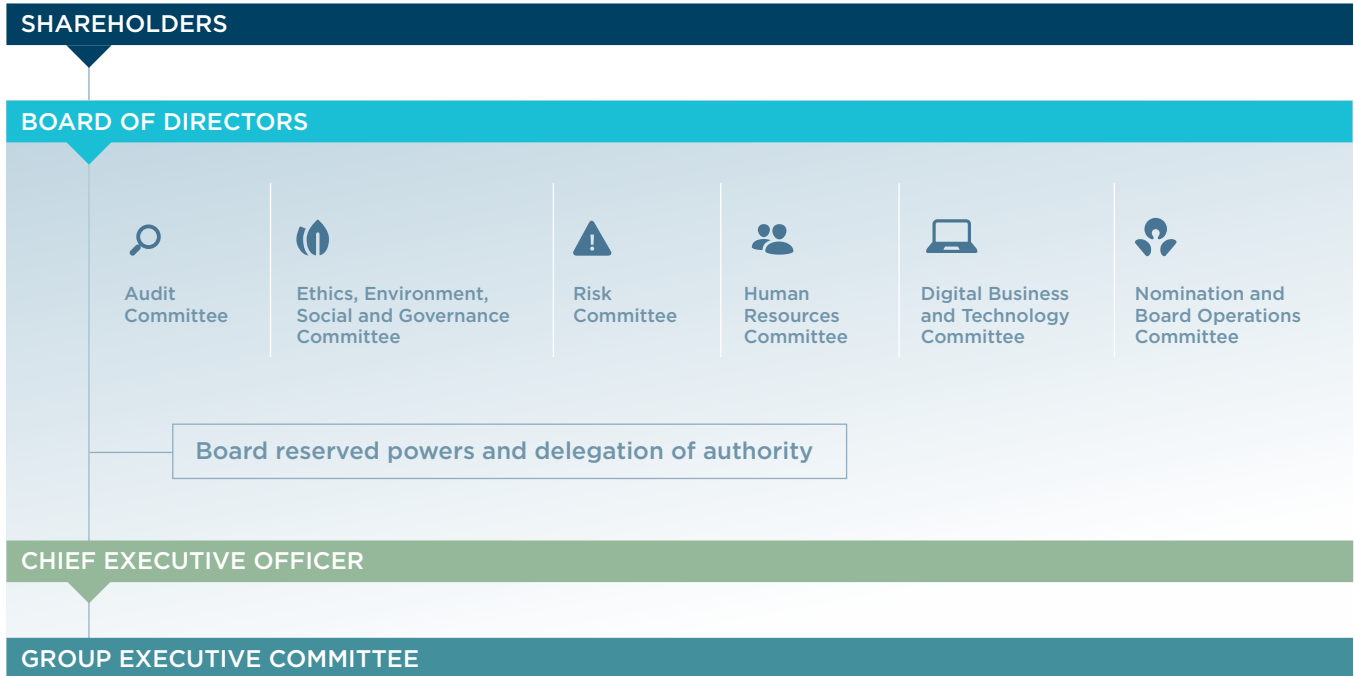 SHAREHOLDERS
BOARD OF DIRECTORS
Audit
Committee
Ethics, Environment,
Social and Governance
Committee
Risk
Committee
Human
Resources
Committee
Digital Business
and Technology
Committee
Nomination and
Board Operations
Committee
Board reserved powers and delegation of authority
CHIEF EXECUTIVE OFFICER
GROUP EXECUTIVE COMMITTEE